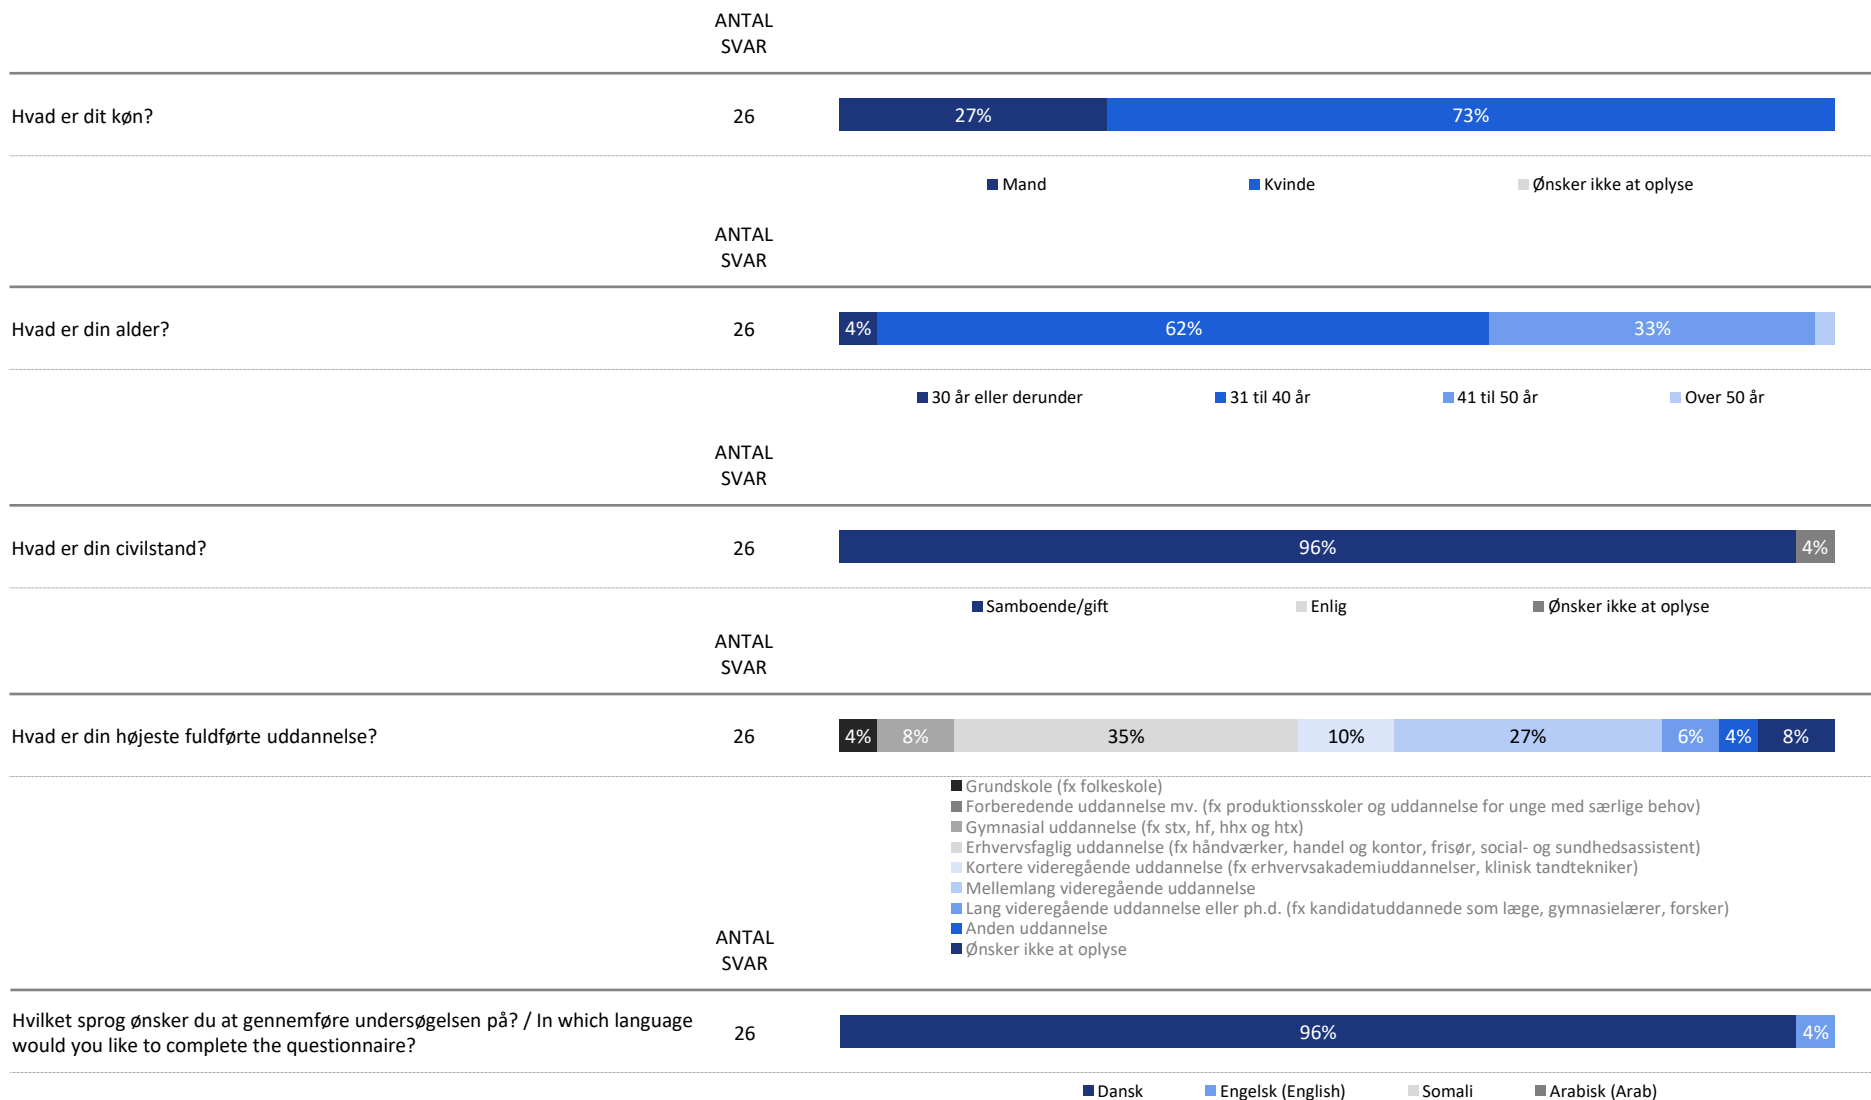 ANTAL
SVAR
Hvad er dit køn?
26
27%
73%
Mand
Kvinde
Ønsker ikke at oplyse
ANTAL
SVAR
Hvad er din alder?
26
4%
62%
33%
30 år eller derunder
31 til 40 år
41 til 50 år
Over 50 år
ANTAL
SVAR
Hvad er din civilstand?
26
96%
4%
Samboende/gift
Enlig
Ønsker ikke at oplyse
ANTAL
SVAR
Hvad er din højeste fuldførte uddannelse?
26
4%
8%
35%
10%
27%
6%
4%
8%
Grundskole (fx folkeskole)
Forberedende uddannelse mv. (fx produktionsskoler og uddannelse for unge med særlige behov)
Gymnasial uddannelse (fx stx, hf, hhx og htx)
Erhvervsfaglig uddannelse (fx håndværker, handel og kontor, frisør, social- og sundhedsassistent)
Kortere videregående uddannelse (fx erhvervsakademiuddannelser, klinisk tandtekniker)
Mellemlang videregående uddannelse
Lang videregående uddannelse eller ph.d. (fx kandidatuddannede som læge, gymnasielærer, forsker)
Anden uddannelse
Ønsker ikke at oplyse
ANTAL
SVAR
Hvilket sprog ønsker du at gennemføre undersøgelsen på? / In which language
would you like to complete the questionnaire?
26
96%
4%
Dansk
Engelsk (English)
Somali
Arabisk (Arab)